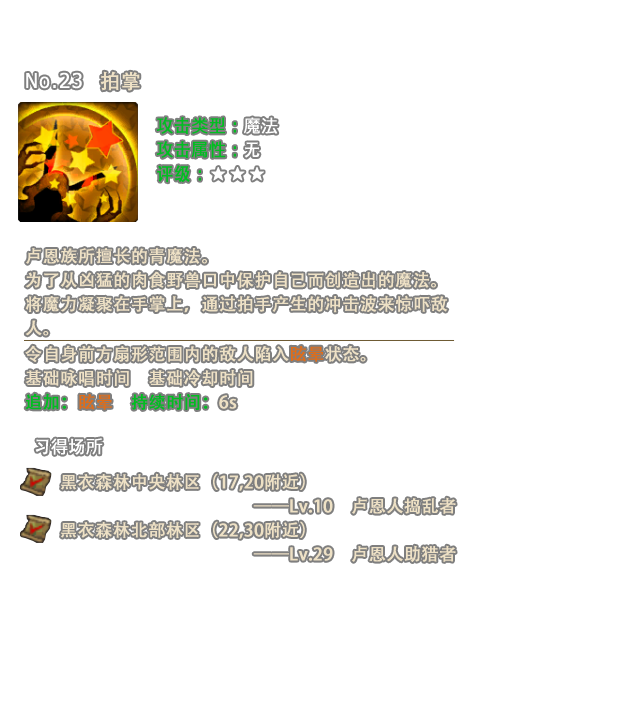 No.23 拍掌
攻击类型：魔法
攻击属性：无
评级：★★★
卢恩族所擅长的青魔法。
为了从凶猛的肉食野兽口中保护自己而创造出的魔法。
将魔力凝聚在手掌上，通过拍手产生的冲击波来惊吓敌
人。
令自身前方扇形范围内的敌人陷入眩晕状态。
基础咏唱时间 基础冷却时间
追加：眩晕 持续时间：6s
习得场所
黑衣森林中央林区（17,20附近）
——Lv.10 卢恩人捣乱者
黑衣森林北部林区（22,30附近）
——Lv.29 卢恩人助猎者